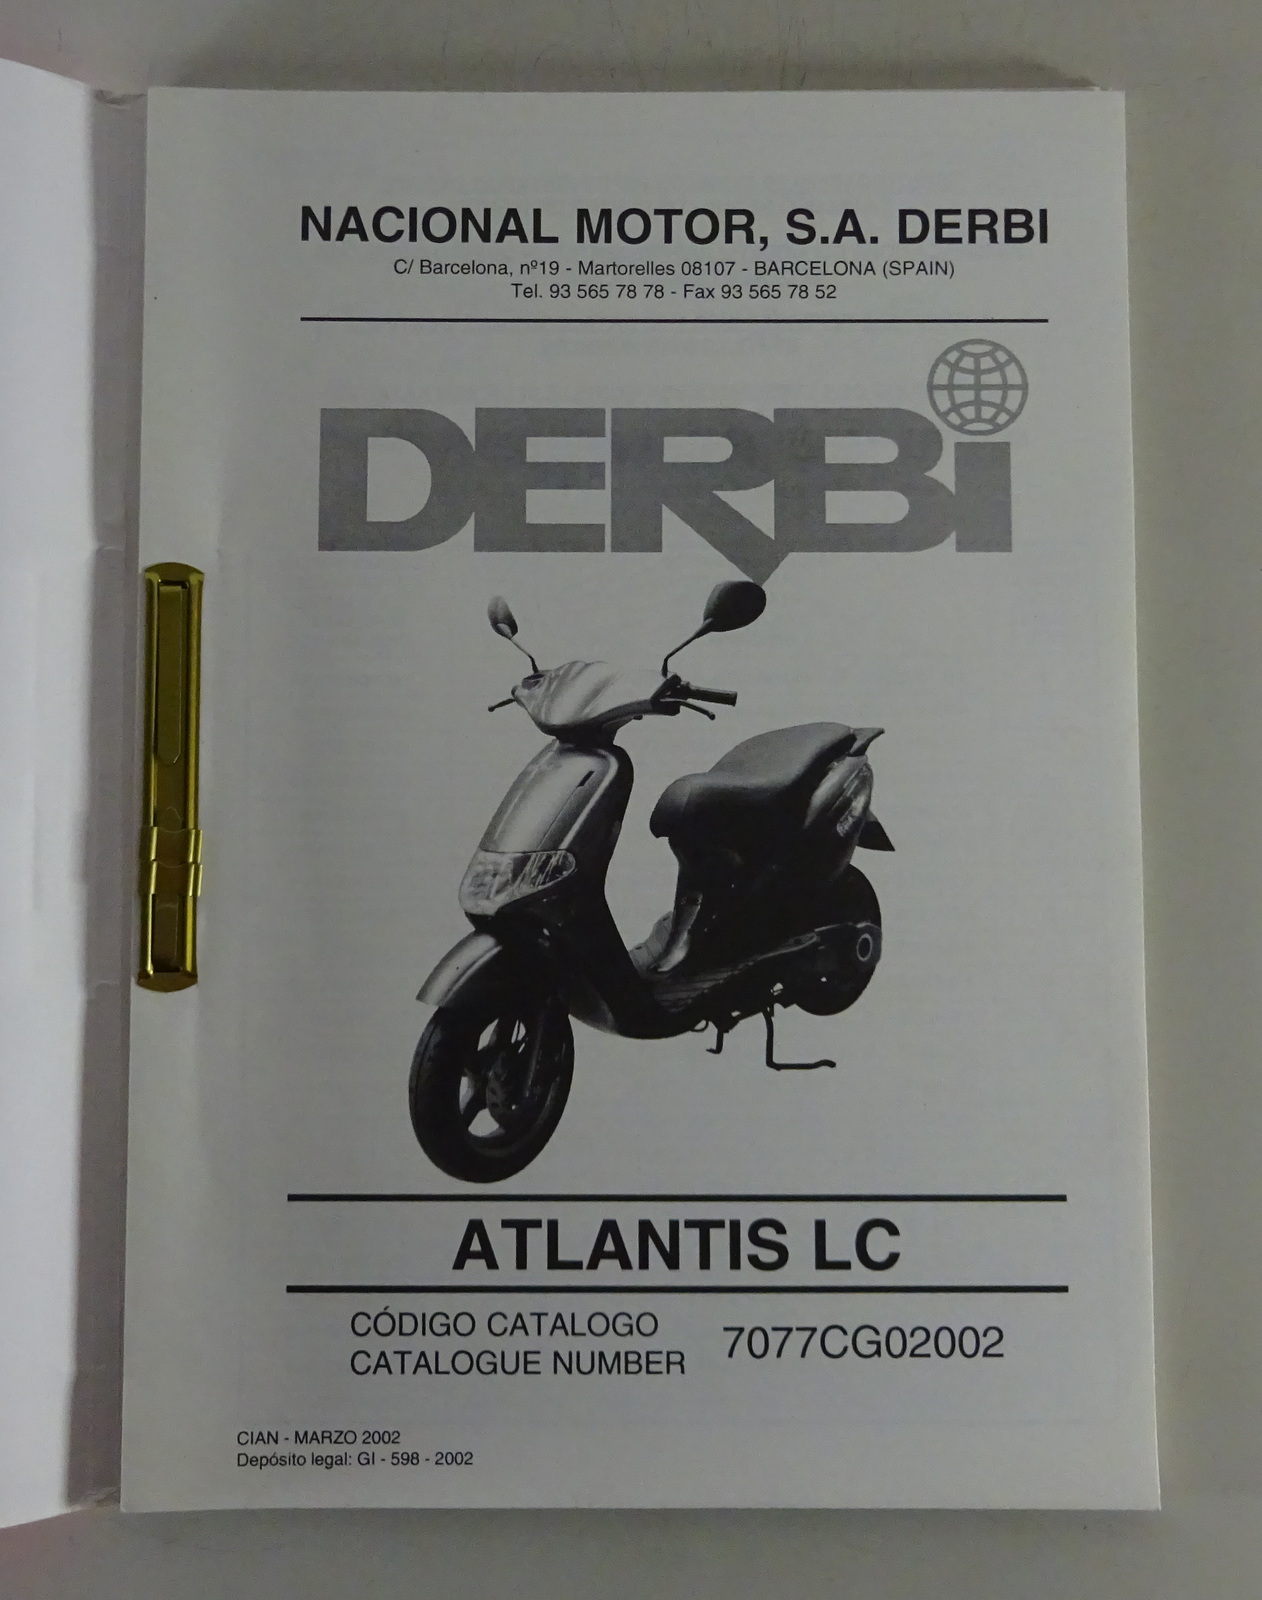 NACIONAL MOTOR, S.A. DERBI
C/ Barcelona, nº19 - Martorelles 08107 - BARCELONA (SPAIN)
Tel. 93 565 78 78 - Fax 93 565 78 52
DERBi
ATLANTIS LC
CÓDIGO CATALOGO
CATALOGUE NUMBER
7077CG02002
CIAN - MARZO 2002
Depósito legal: GI - 598 - 2002